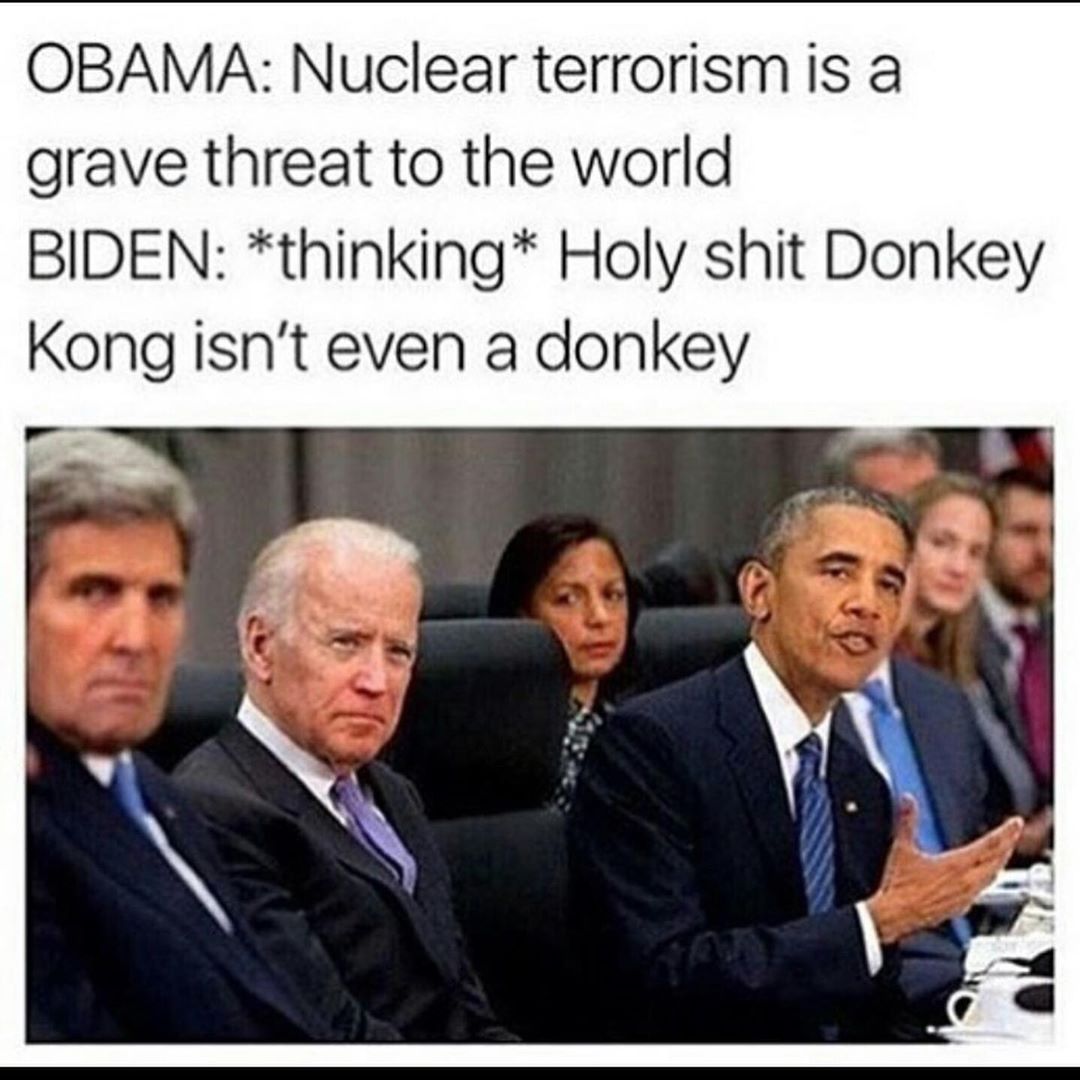 OBAMA: Nuclear terrorism is a
grave threat to the world
BIDEN: *thinking* Holy shit Donkey
Kong isn't even a donkey